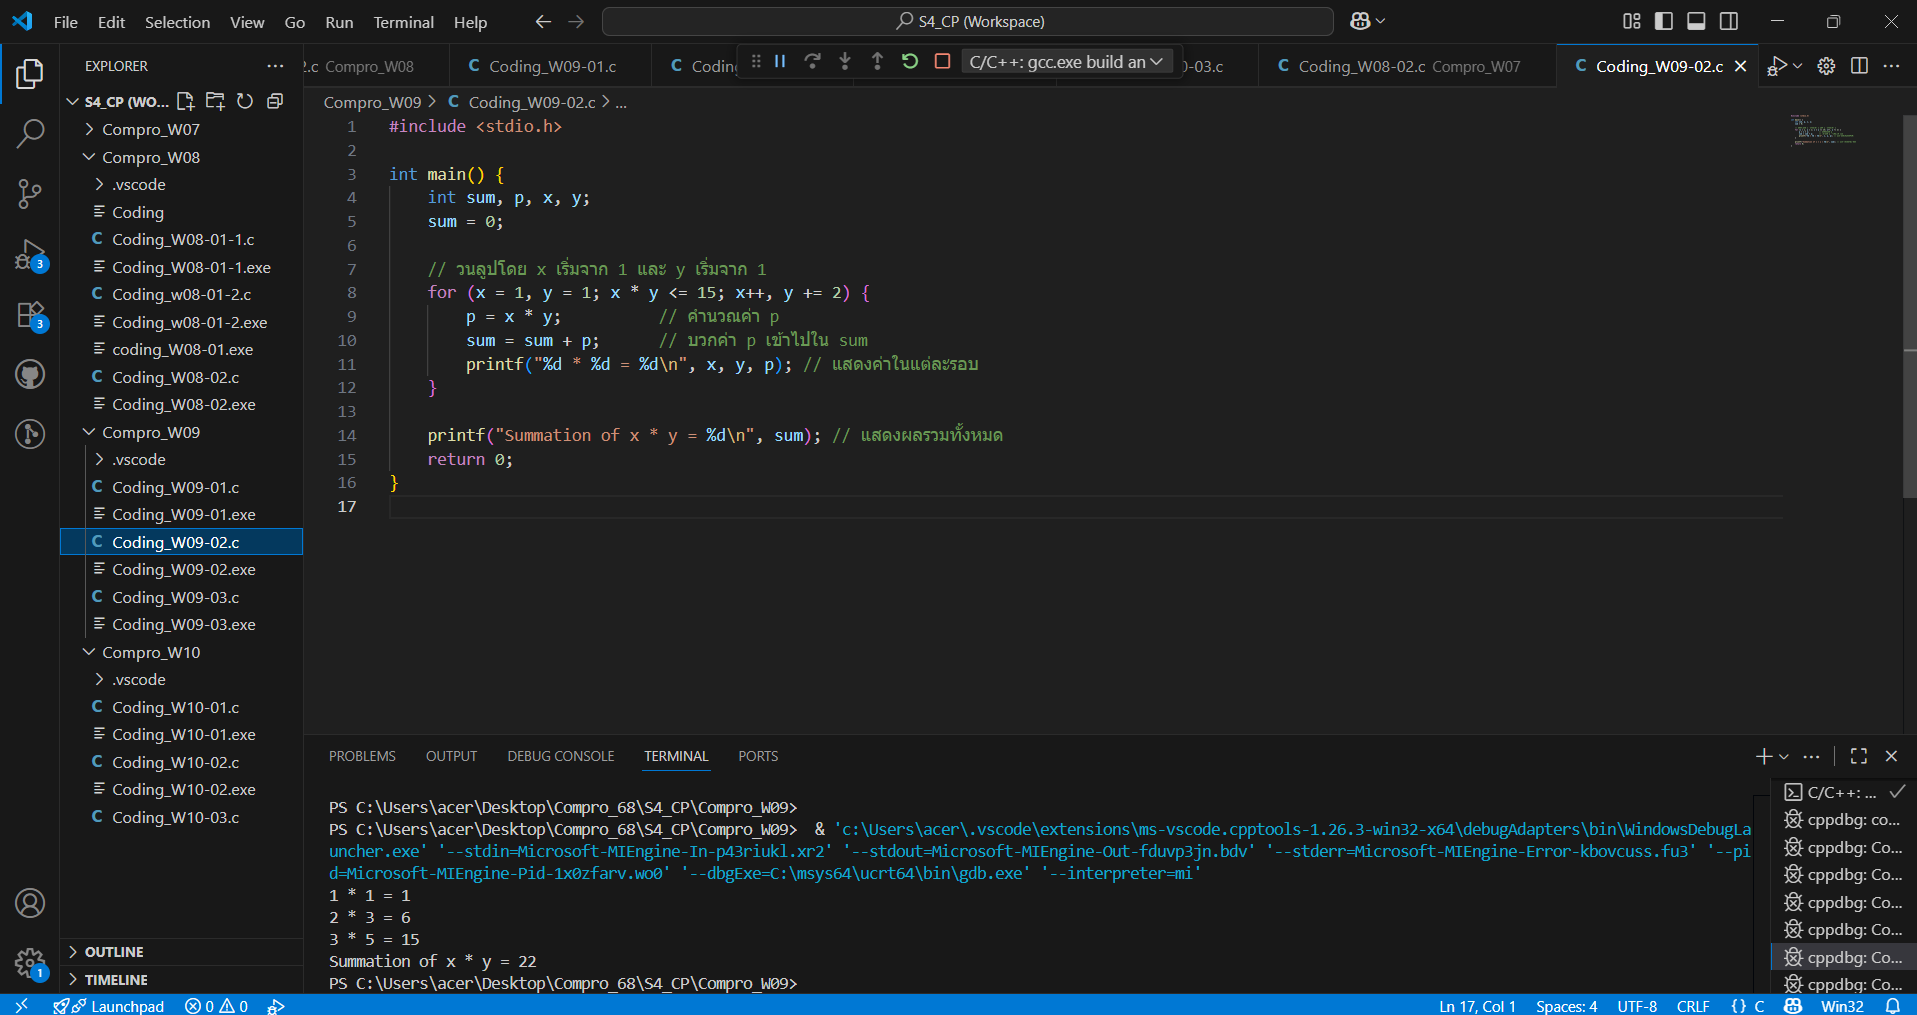 File Edit Selection View Go Run Terminal Help
S4_CP (Workspace)
EXPLORER
S4_CP (WO...
Compro_W07
Compro_W08
.vscode
Coding
Coding_W08-01-1.c
Coding_W08-01-1.exe
Coding_w08-01-2.c
Coding_w08-01-2.exe
coding_W08-01.exe
Coding_W08-02.c
Coding_W08-02.exe
Compro_W09
.vscode
Coding_W09-01.c
Coding_W09-01.exe
Coding_W09-02.c
Coding_W09-02.exe
Coding_W09-03.c
Coding_W09-03.exe
Compro_W10
.vscode
Coding_W10-01.c
Coding_W10-01.exe
Coding_W10-02.c
Coding_W10-02.exe
Coding_W10-03.c
OUTLINE
TIMELINE
3
3
1
2.c Compro_W08 Coding_W09-01.c C/C++: gcc.exe build an 0-03.c Coding_W08-02.c Compro_W07 Coding_W09-02.c
Compro_W09 > C Coding_W09-02.c > ...
1 #include <stdio.h>
2
3 int main() {
4 int sum, p, x, y;
5 sum = 0;
6
7 // วนลูปโดย x เริ่มจาก 1 และ y เริ่มจาก 1
8 for (x = 1, y = 1; x * y <= 15; x++, y += 2) {
9 p = x * y; // คำนวณค่า p
10 sum = sum + p; // บวกค่า p เข้าไปใน sum
11 printf("%d * %d = %d\n", x, y, p); // แสดงค่าในแต่ละรอบ
12 }
13
14 printf("Summation of x * y = %d\n", sum); // แสดงผลรวมทั้งหมด
15 return 0;
16 }
17
PROBLEMS OUTPUT DEBUG CONSOLE TERMINAL PORTS
PS C:\Users\acer\Desktop\Compro_68\S4_CP\Compro_W09>
PS C:\Users\acer\Desktop\Compro_68\S4_CP\Compro_W09> & 'c:\Users\acer\.vscode\extensions\ms-vscode.cpptools-1.26.3-win32-x64\debugAdapters\bin\WindowsDebugLa
uncher.exe' '--stdin=Microsoft-MIEngine-In-p43riukl.xr2' '--stdout=Microsoft-MIEngine-Out-fduvp3jn.bdv' '--stderr=Microsoft-MIEngine-Error-kbovcuss.fu3' '--pi
d=Microsoft-MIEngine-Pid-1x0zfarv.wo0' '--dbgExe=C:\msys64\ucrt64\bin\gdb.exe' '--interpreter=mi'
1 * 1 = 1
2 * 3 = 6
3 * 5 = 15
Summation of x * y = 22
PS C:\Users\acer\Desktop\Compro_68\S4_CP\Compro_W09>
C/C++: ...
cppdbg: co...
cppdbg: Co...
cppdbg: Co...
cppdbg: Co...
cppdbg: Co...
cppdbg: Co...
cppdbg: Co...
Launchpad 0 0 Ln 17, Col 1 Spaces: 4 UTF-8 CRLF {} C Win32